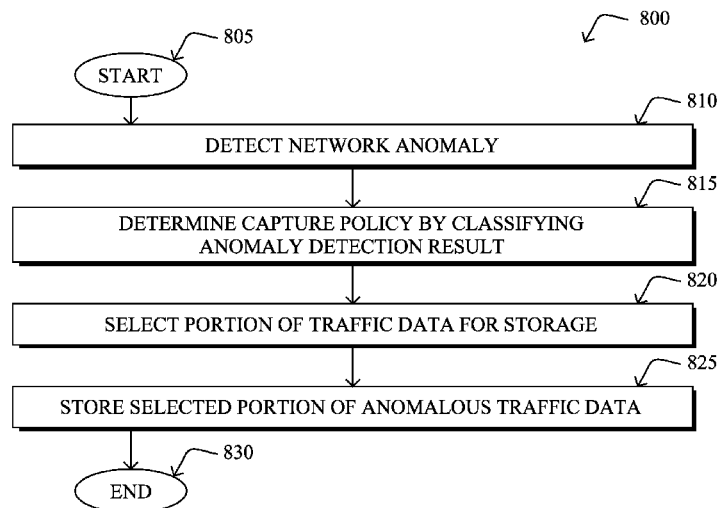 800
805
START
810
DETECT NETWORK ANOMALY
815
DETERMINE CAPTURE POLICY BY CLASSIFYING
ANOMALY DETECTION RESULT
820
SELECT PORTION OF TRAFFIC DATA FOR STORAGE
825
STORE SELECTED PORTION OF ANOMALOUS TRAFFIC DATA
830
END